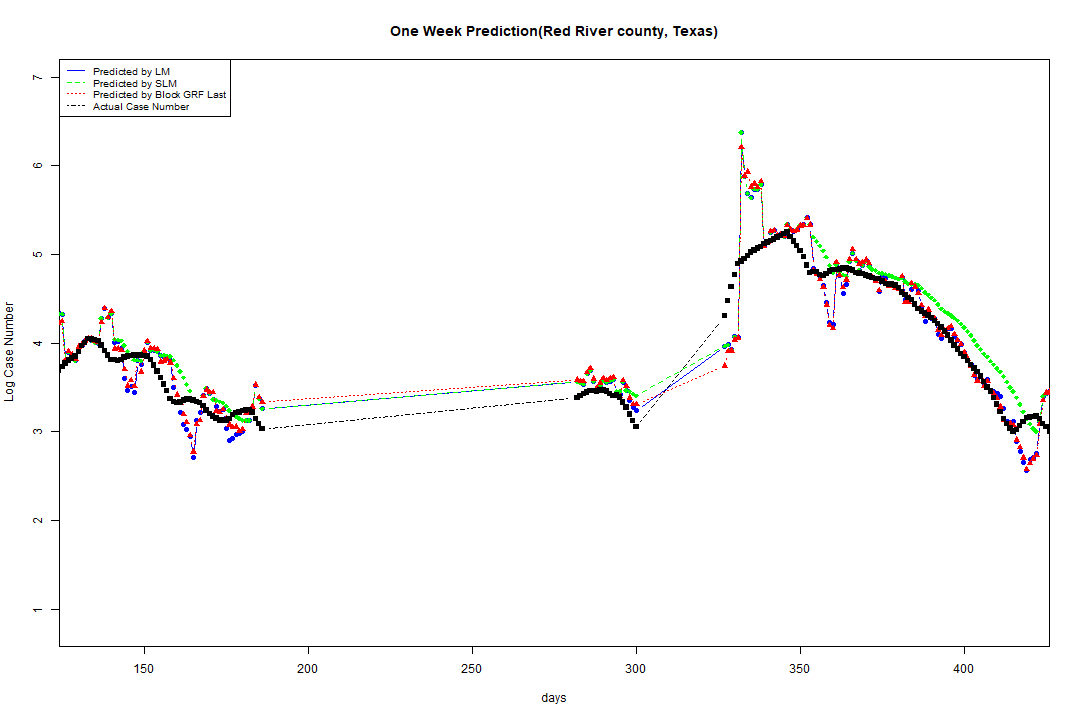 One Week Prediction(Red River county, Texas)
Predicted by LM
Predicted by SLM
Predicted by Block GRF Last
Actual Case Number
Log Case Number
7
6
5
4
3
2
1
150 200 250 300 350 400
days